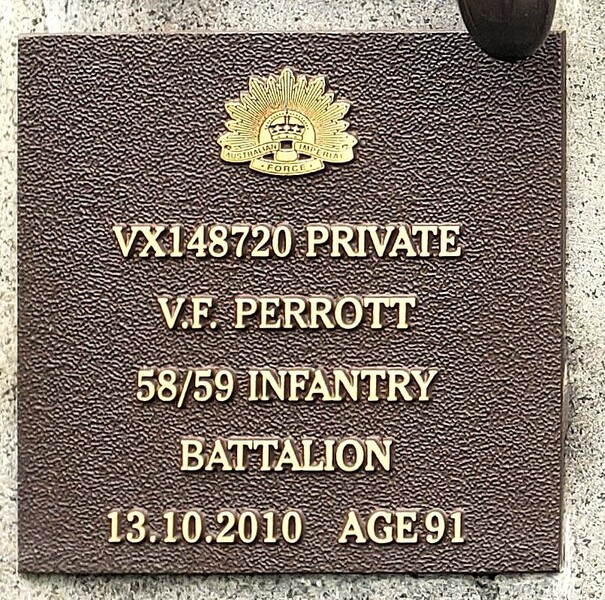 AUSTRALIAN IMPERIAL
FORCE
VX148720 PRIVATE
V.F. PERROTT
58/59 INFANTRY
BATTALION
13.10.2010 AGE 91